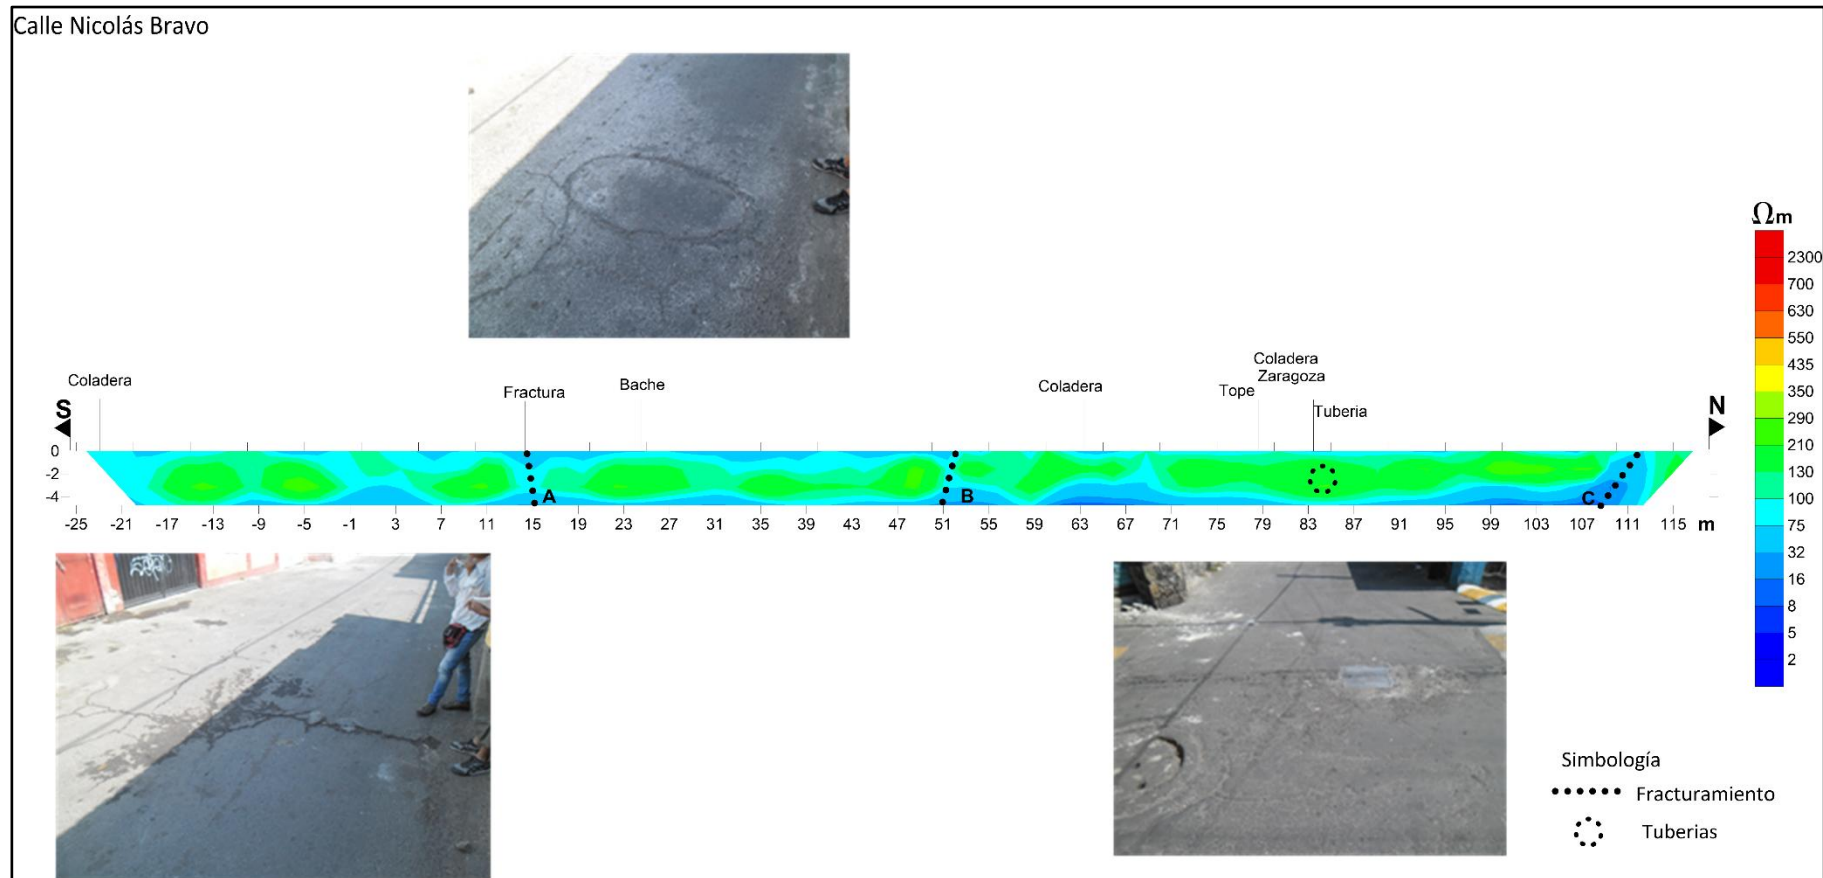 Calle Nicolás Bravo
Ωm
2300
700
630
550
435
350
290
210
130
100
75
32
16
8
5
2
Coladera
Fractura
Bache
Coladera
Tope
Coladera
Zaragoza
Tuberia
S
N
0
-2
-4
A
B
C
-25 -21 -17 -13 -9 -5 -1 3 7 11 15 19 23 27 31 35 39 43 47 51 55 59 63 67 71 75 79 83 87 91 95 99 103 107 111 115 m
Simbología
Fracturamiento
Tuberias